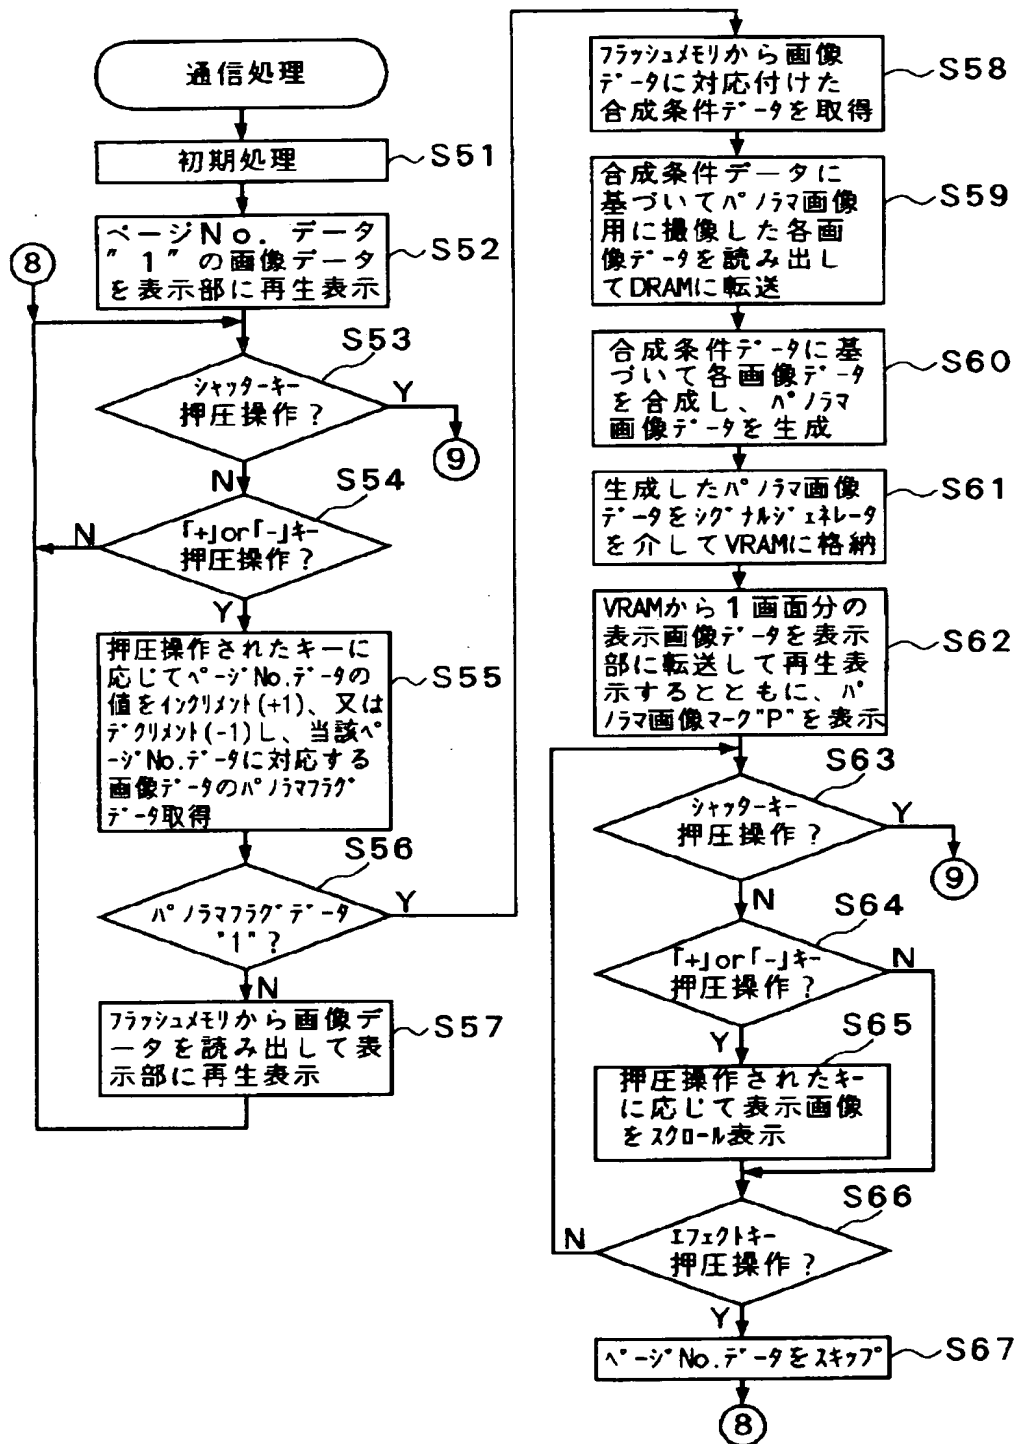 通信処理
初期処理
S51
ページNo. データ
"1"の画像データ
を表示部に再生表示
S52
8
シャッターキー
押圧操作?
S53
Y
9
N
「+」or「-」キー
押圧操作?
S54
N
Y
押圧操作されたキーに
応じてページNo.データの
値をインクリメント(+1)、又は
デクリメント(-1)し、当該ペ
ージNo.データに対応する
画像データのパノラマフラグ
データ取得
S55
パノラマフラグデータ
"1"?
S56
Y
N
フラッシュメモリから画像デ
ータを読み出して表
示部に再生表示
S57
フラッシュメモリから画像
データに対応付けた
合成条件データを取得
S58
合成条件データに
基づいてパノラマ画像
用に撮像した各画
像データを読み出し
てDRAMに転送
S59
合成条件データに基
づいて各画像データ
を合成し、パノラマ
画像データを生成
S60
生成したパノラマ画像
データをシグナルジェネレータ
を介してVRAMに格納
S61
VRAMから1画面分の
表示画像データを表示
部に転送して再生表
示するとともに、パ
ノラマ画像マーク"P"を表示
S62
シャッターキー
押圧操作?
S63
Y
9
N
「+」or「-」キー
押圧操作?
S64
N
Y
押圧操作されたキー
に応じて表示画像
をスクロール表示
S65
エフェクトキー
押圧操作?
S66
N
Y
ページNo.データをスキップ
S67
8